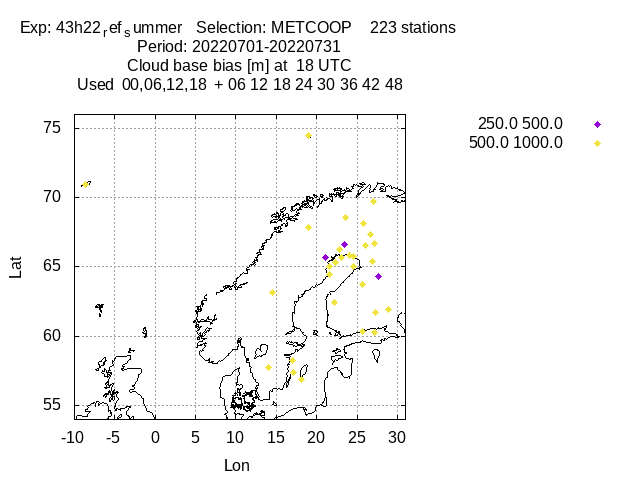 Exp: 43h22ref_summer Selection: METCOOP 223 stations
Period: 20220701-20220731
Cloud base bias [m] at 18 UTC
Used 00,06,12,18 + 06 12 18 24 30 36 42 48
250.0 500.0
500.0 1000.0
75
70
65
60
55
Lat
-10 -5 0 5 10 15 20 25 30
Lon